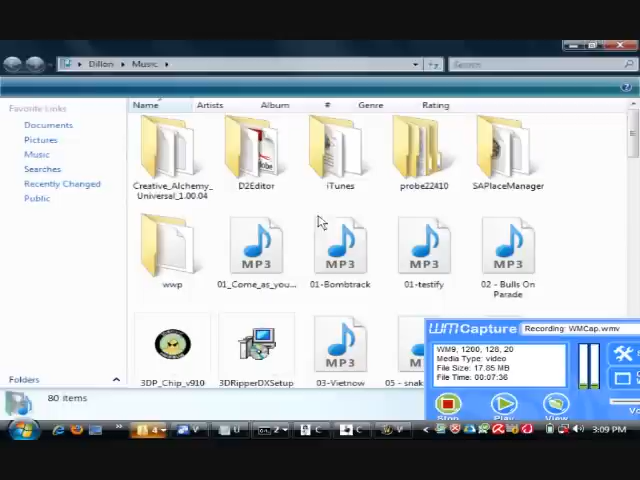 Dillon ▸ Music ▸
Search
Favorite Links
Documents
Pictures
Music
Searches
Recently Changed
Public
Folders
Name Artists Album # Genre Rating
Creative_Alchemy_
Universal_1.00.04
D2Editor
iTunes
probe22410
SAPlaceManager
wwp
MP3
01_Come_as_you...
MP3
01-Bombtrack
MP3
01-testify
MP3
02 - Bulls On
Parade
3DP_Chip_v910
3DRipperDXSetup
MP3
03-Vietnow
05 - snak
WMCapture
Recording: WMCap.wmv
WM9, 1200, 128, 20
Media Type: video
File Size: 17.85 MB
File Time: 00:07:36
Stop
Play
View
80 items
4
V
U
2
C
C
V
3:09 PM